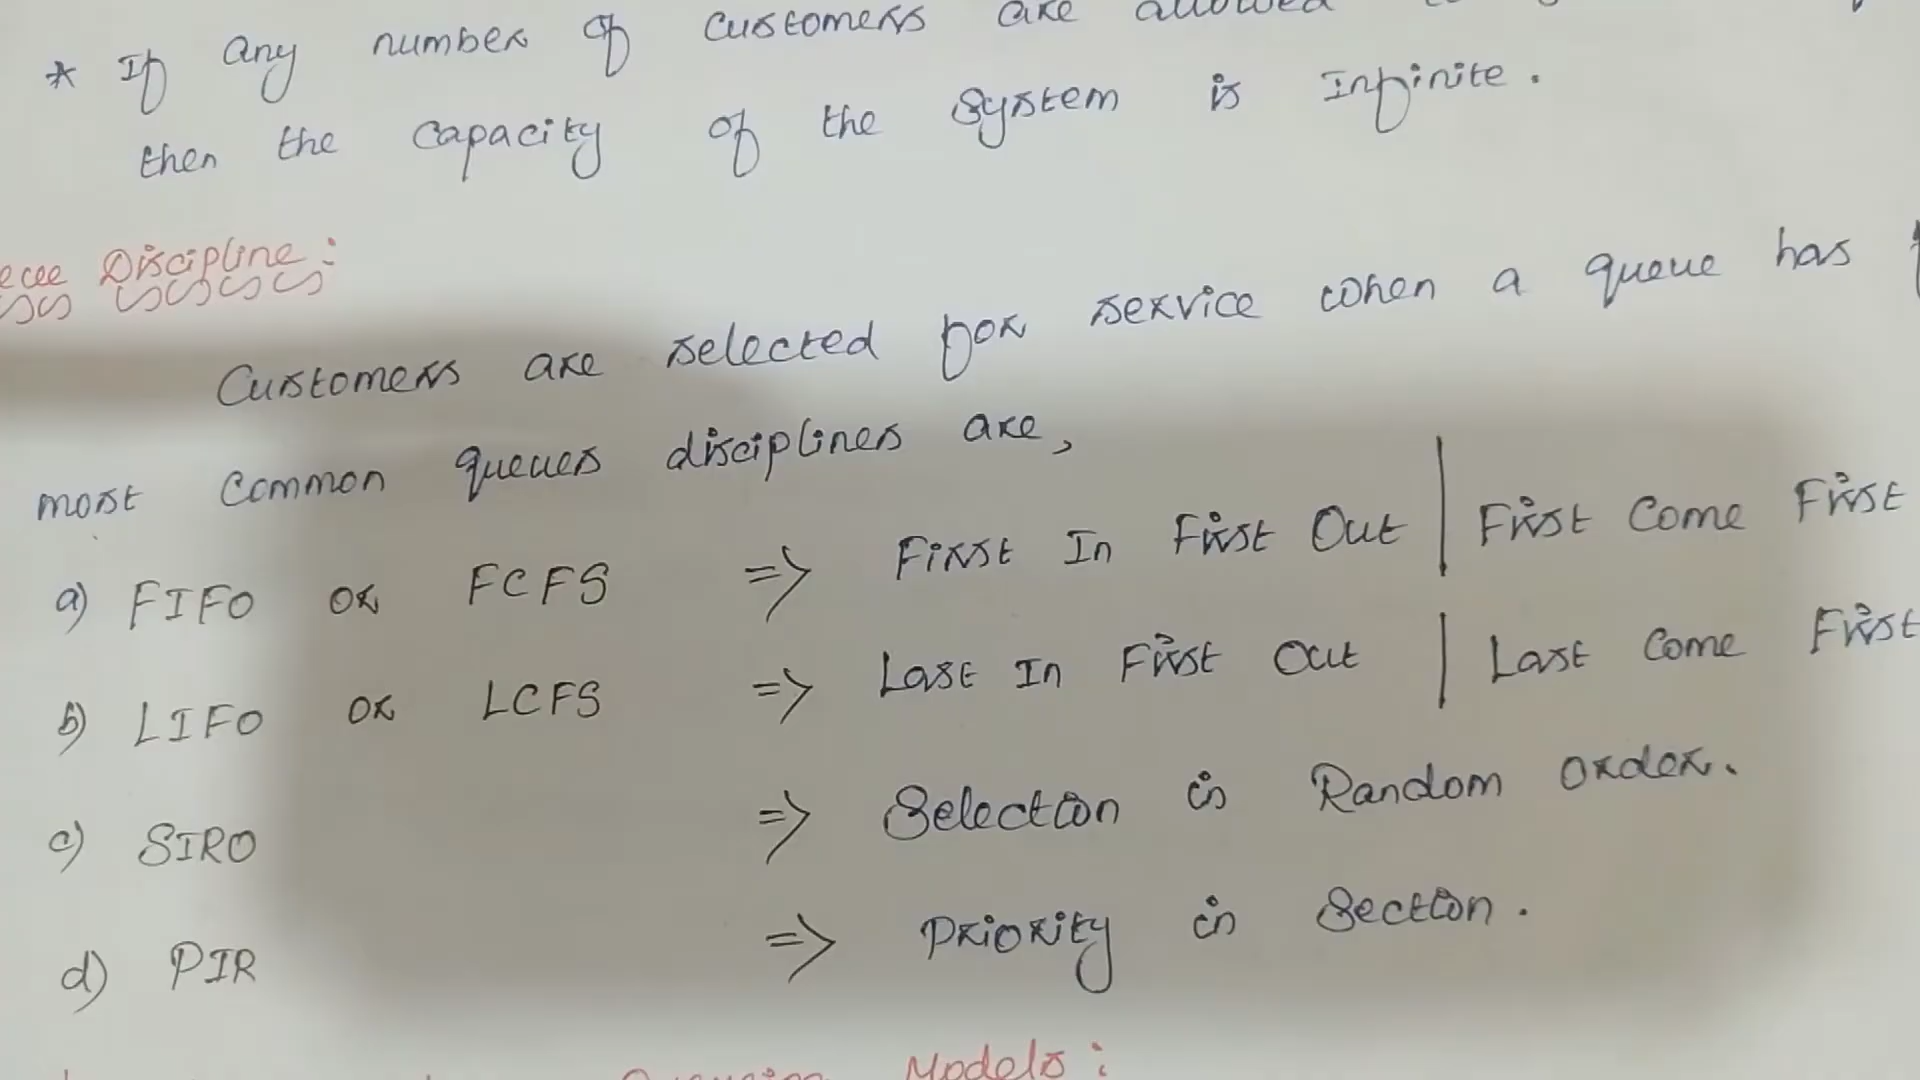 * If any number of customers are allowed
then the capacity of the system is Infinite.
Discipline:
Customers are selected for service when a queue has
most common queues disciplines are,
a) FIFO or FCFS => First In First Out | First Come First
b) LIFO or LCFS => Last In First Out | Last Come First
c) SIRO => Selection in Random order.
d) PIR => Priority in Section.
Models: